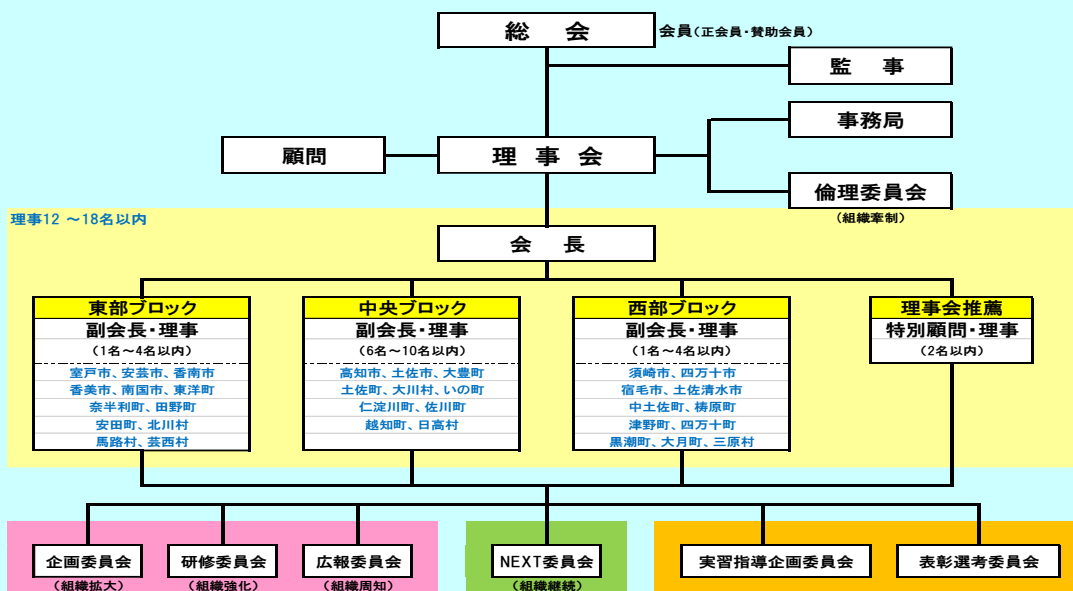 総 会
会員(正会員・賛助会員)
監 事
事務局
顧問
理 事 会
倫理委員会
(組織牽制)
理事12 ~18名以内
会 長
東部ブロック
副会長・理事
(1名~4名以内)
室戸市、安芸市、香南市
香美市、南国市、東洋町
奈半利町、田野町
安田町、北川村
馬路村、芸西村
中央ブロック
副会長・理事
(6名~10名以内)
高知市、土佐市、大豊町
土佐町、大川村、いの町
仁淀川町、佐川町
越知町、日高村
西部ブロック
副会長・理事
(1名~4名以内)
須崎市、四万十市
宿毛市、土佐清水市
中土佐町、梼原町
津野町、四万十町
黒潮町、大月町、三原村
理事会推薦
特別顧問・理事
(2名以内)
企画委員会
(組織拡大)
研修委員会
(組織強化)
広報委員会
(組織周知)
NEXT委員会
(組織継続)
実習指導企画委員会
表彰選考委員会